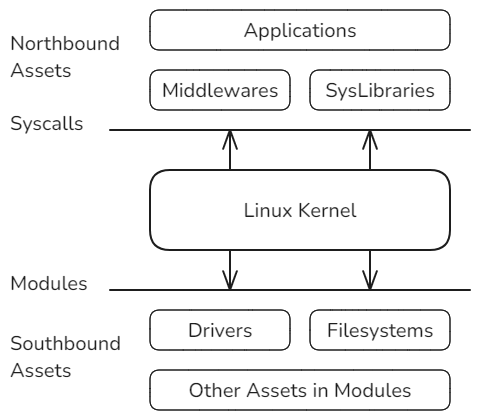 Applications
Northbound
Assets
Middlewares
SysLibraries
Syscalls
Linux Kernel
Modules
Drivers
Filesystems
Southbound
Assets
Other Assets in Modules